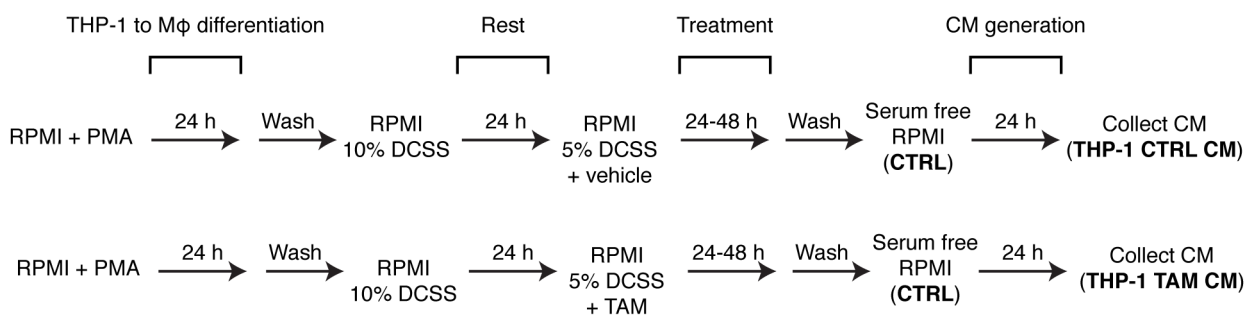 THP-1 to Mφ differentiation
Rest
Treatment
CM generation
RPMI + PMA
24 h
Wash
RPMI
10% DCSS
24 h
RPMI
5% DCSS
+ vehicle
24-48 h
Wash
Serum free
RPMI
(CTRL)
24 h
Collect CM
(THP-1 CTRL CM)
RPMI + PMA
24 h
Wash
RPMI
10% DCSS
24 h
RPMI
5% DCSS
+ TAM
24-48 h
Wash
Serum free
RPMI
(CTRL)
24 h
Collect CM
(THP-1 TAM CM)